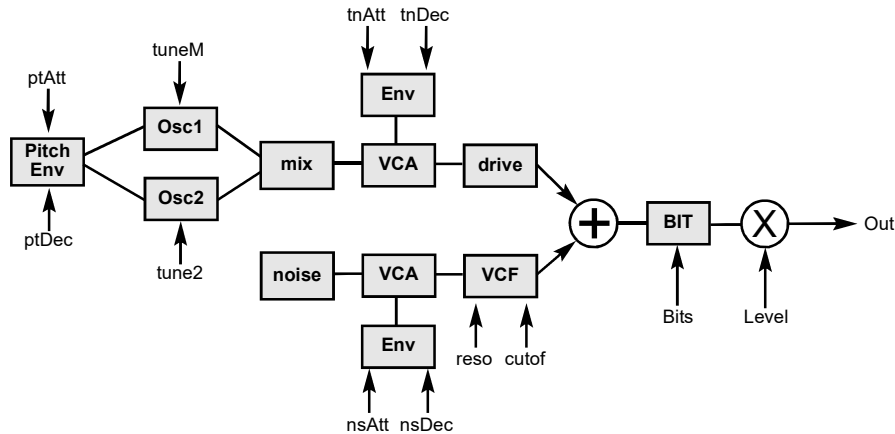 tnAtt tnDec
tuneM
ptAtt
Env
Osc1
Pitch
Env
mix
VCA
drive
Osc2
+
BIT
X
Out
ptDec
tune2
noise
VCA
VCF
Bits
Level
Env
reso cutof
nsAtt nsDec